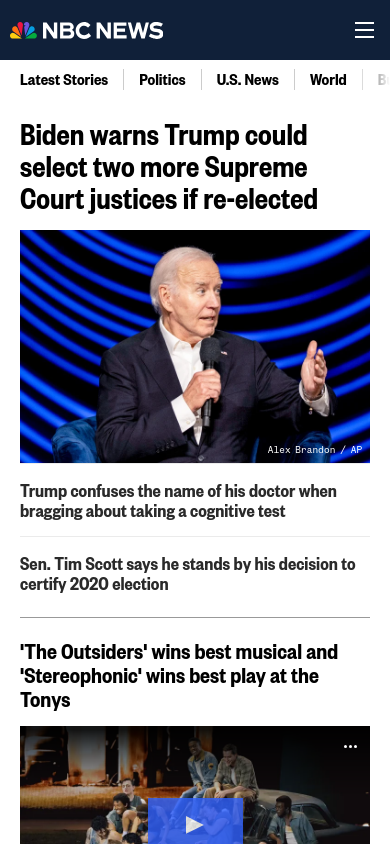 NBC NEWS
Latest Stories
Politics
U.S. News
World
Biden warns Trump could
select two more Supreme
Court justices if re-elected
Alex Brandon / AP
Trump confuses the name of his doctor when
bragging about taking a cognitive test
Sen. Tim Scott says he stands by his decision to
certify 2020 election
'The Outsiders' wins best musical and
'Stereophonic' wins best play at the
Tonys